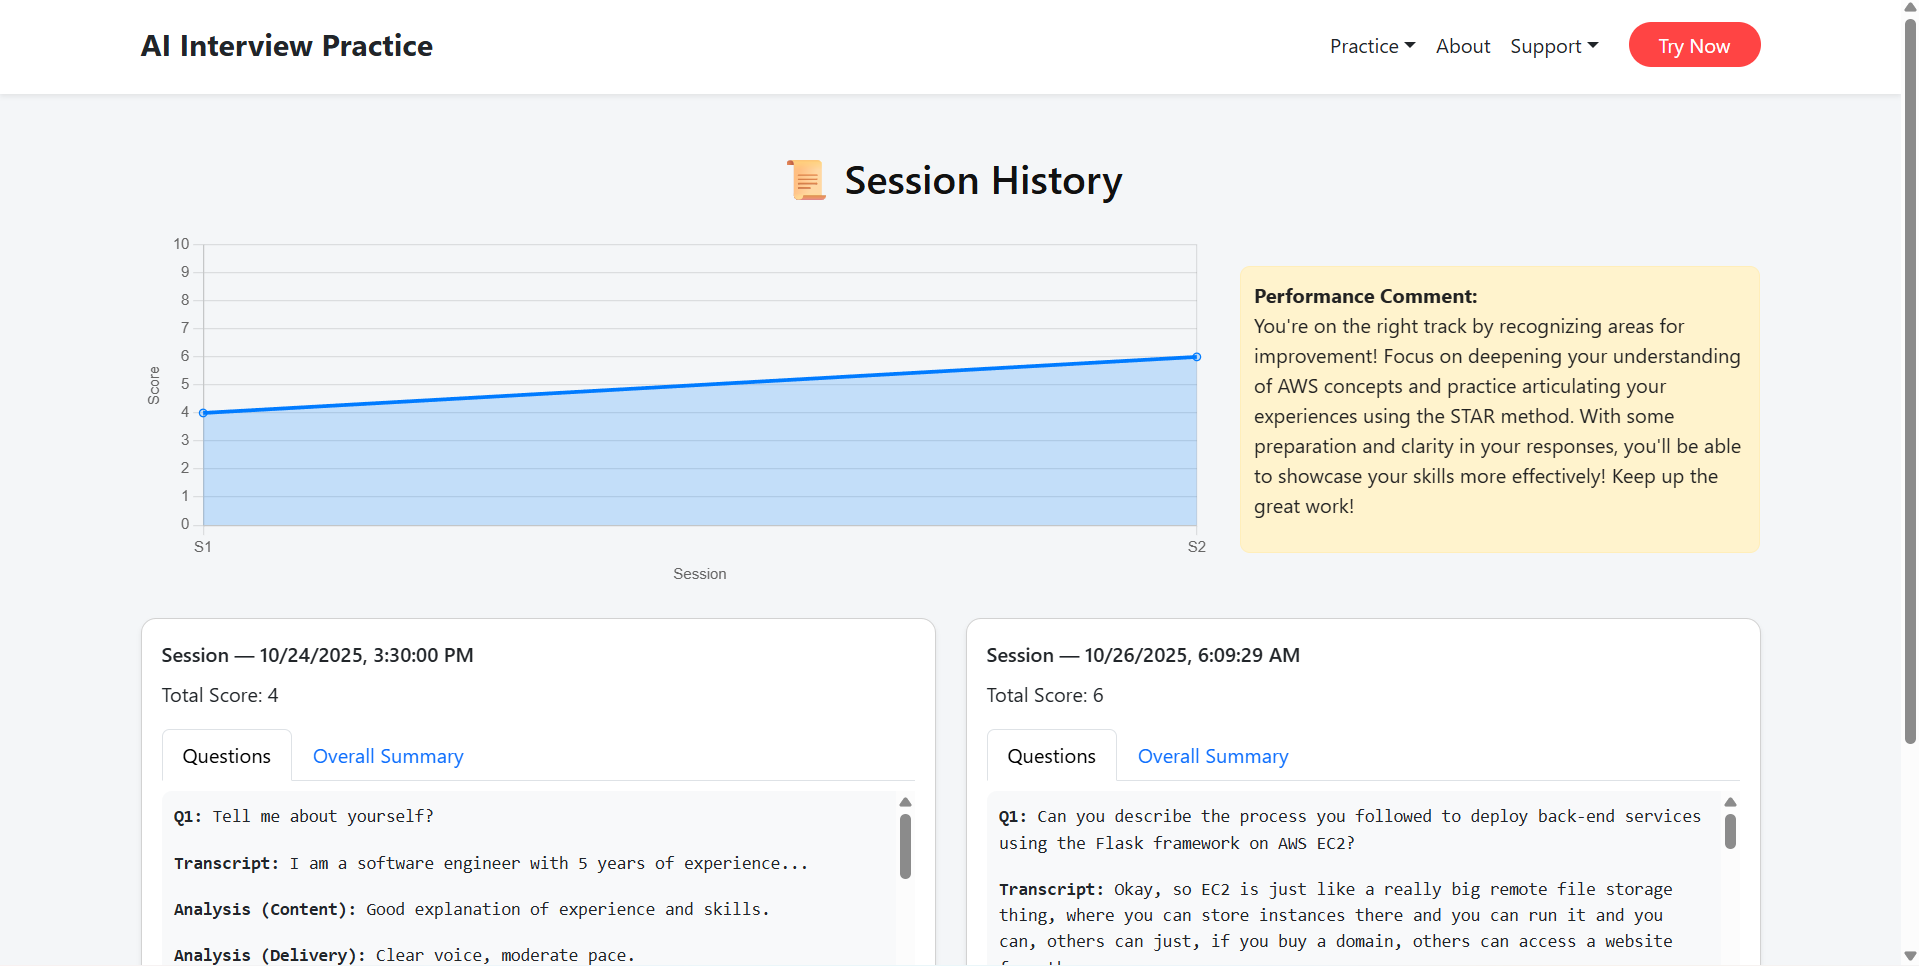 AI Interview Practice
Practice
About
Support
Try Now
Session History
10
9
8
7
6
5
4
3
2
1
0
Score
S1
S2
Session
Performance Comment:
You're on the right track by recognizing areas for
improvement! Focus on deepening your understanding
of AWS concepts and practice articulating your
experiences using the STAR method. With some
preparation and clarity in your responses, you'll be able
to showcase your skills more effectively! Keep up the
great work!
Session — 10/24/2025, 3:30:00 PM
Total Score: 4
Questions
Overall Summary
Q1: Tell me about yourself?
Transcript: I am a software engineer with 5 years of experience...
Analysis (Content): Good explanation of experience and skills.
Analysis (Delivery): Clear voice, moderate pace.
Session — 10/26/2025, 6:09:29 AM
Total Score: 6
Questions
Overall Summary
Q1: Can you describe the process you followed to deploy back-end services
using the Flask framework on AWS EC2?
Transcript: Okay, so EC2 is just like a really big remote file storage
thing, where you can store instances there and you can run it and you
can, others can just, if you buy a domain, others can access a website